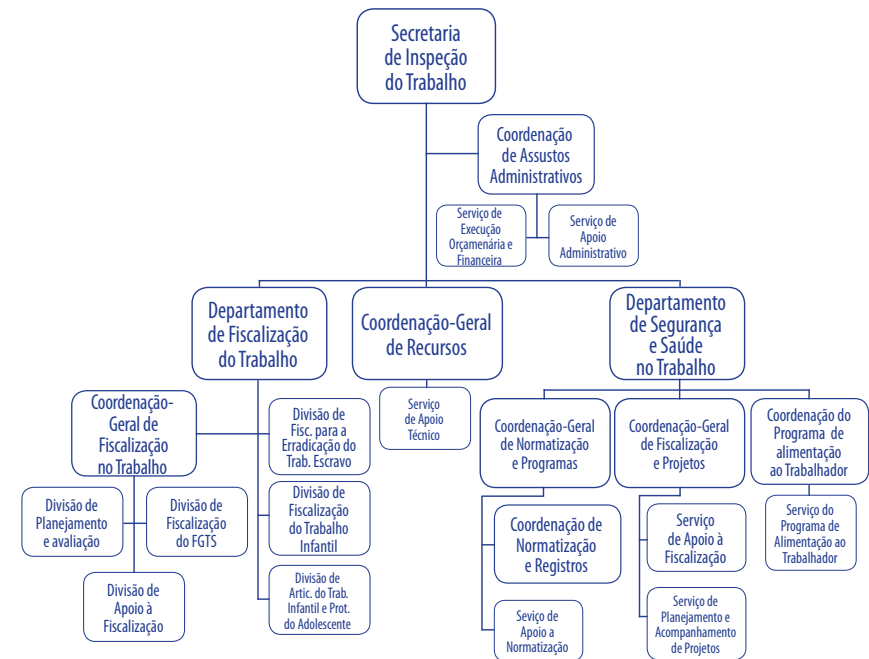 Secretaria
de Inspeção
do Trabalho
Coordenação
de Assustos
Administrativos
Serviço de
Execução
Orçamenária e
Financeira
Serviço de
Apoio
Administrativo
Departamento
de Fiscalização
do Trabalho
Coordenação-Geral
de Recursos
Departamento
de Segurança
e Saúde
no Trabalho
Coordenação-
Geral de
Fiscalização
no Trabalho
Divisão de
Fisc. para a
Erradicação do
Trab. Escravo
Serviço
de Apoio
Técnico
Coordenação-Geral
de Normatização
e Programas
Coordenação-Geral
de Fiscalização
e Projetos
Coordenação do
Programa de
alimentação
ao Trabalhador
Divisão de
Planejamento
e avaliação
Divisão de
Fiscalização
do FGTS
Divisão de
Fiscalização
do Trabalho
Infantil
Coordenação de
Normatização
e Registros
Serviço
de Apoio à
Fiscalização
Serviço do
Programa de
Alimentação ao
Trabalhador
Divisão de
Apoio à
Fiscalização
Divisão de
Artic. do Trab.
Infantil e Prot.
do Adolescente
Seviço de
Apoio a
Normatização
Serviço de
Planejamento e
Acompanhamento
de Projetos